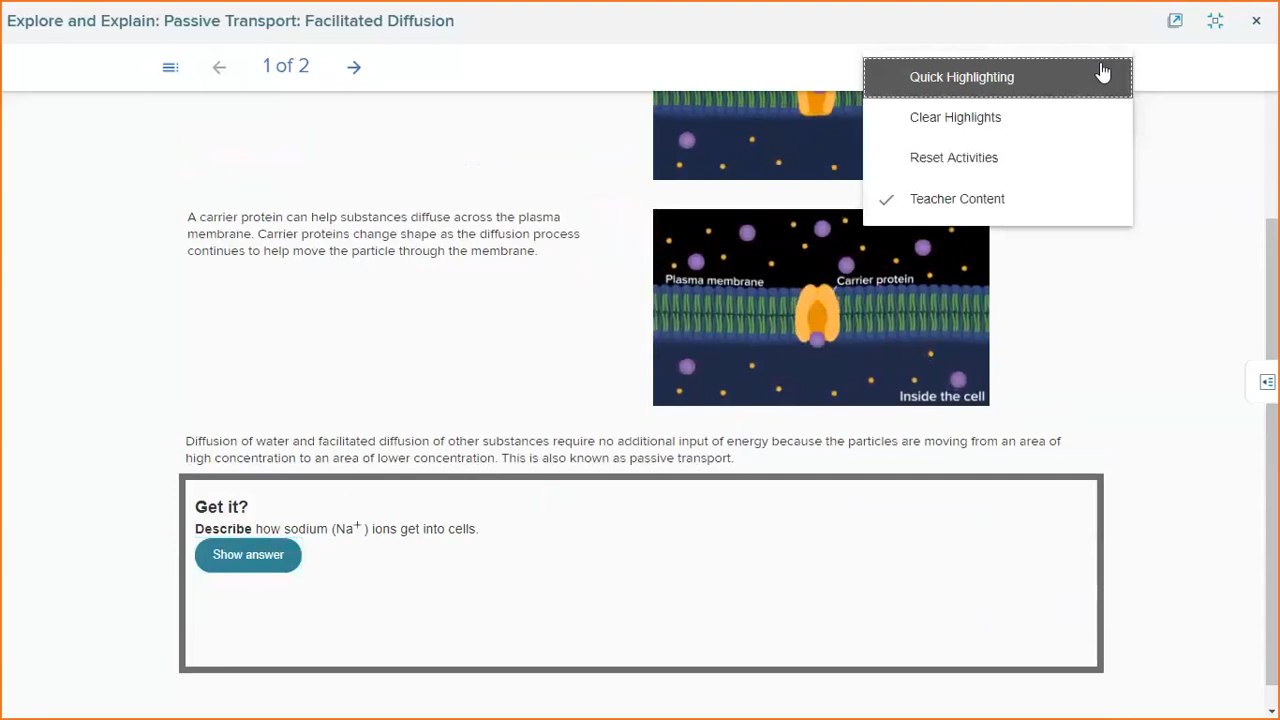 Explore and Explain: Passive Transport: Facilitated Diffusion
1 of 2
Quick Highlighting
Clear Highlights
Reset Activities
Teacher Content
A carrier protein can help substances diffuse across the plasma
membrane. Carrier proteins change shape as the diffusion process
continues to help move the particle through the membrane.
Plasma membrane
Carrier protein
Inside the cell
Diffusion of water and facilitated diffusion of other substances require no additional input of energy because the particles are moving from an area of
high concentration to an area of lower concentration. This is also known as passive transport.
Get it?
Describe how sodium (Na⁺ ) ions get into cells.
Show answer